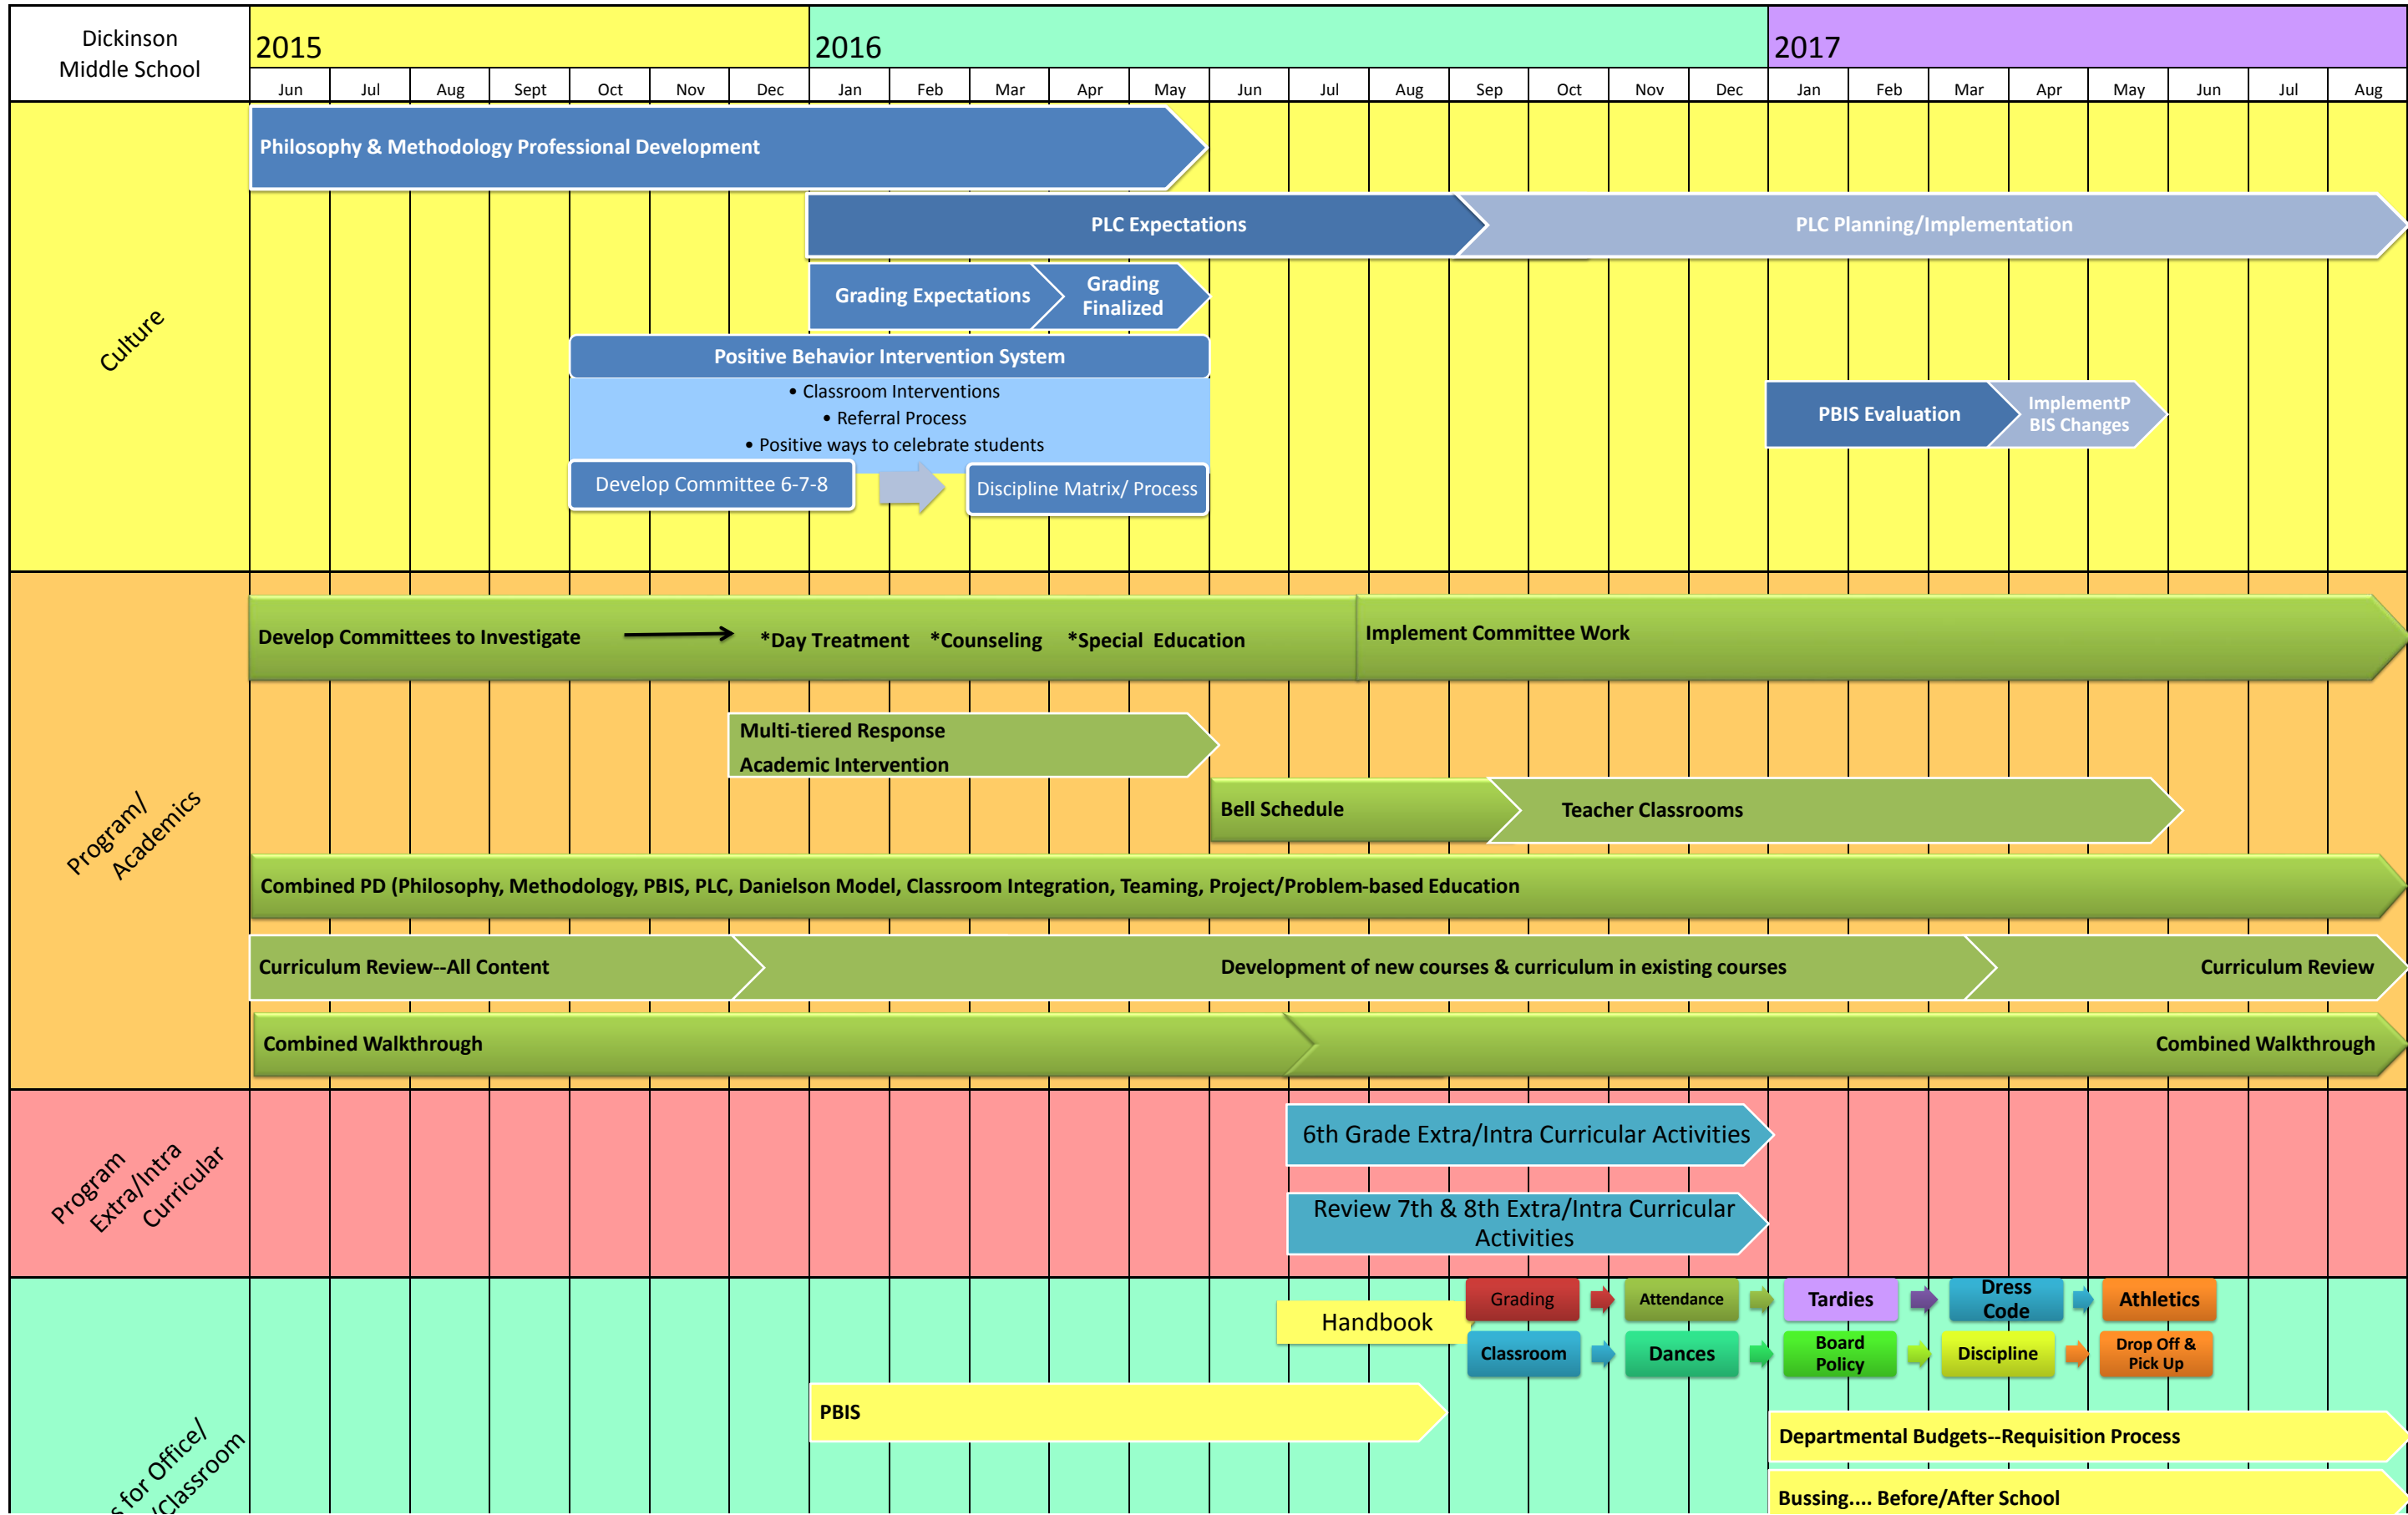 Dickinson
Middle School
2015
2016
2017
Jun Jul Aug Sept Oct Nov Dec Jan Feb Mar Apr May Jun Jul Aug Sep Oct Nov Dec Jan Feb Mar Apr May Jun Jul Aug
Culture
Philosophy & Methodology Professional Development
PLC Expectations
PLC Planning/Implementation
Grading Expectations
Grading
Finalized
Positive Behavior Intervention System
• Classroom Interventions
• Referral Process
• Positive ways to celebrate students
PBIS Evaluation
ImplementP
BIS Changes
Develop Committee 6-7-8
Discipline Matrix/ Process
Program/
Academics
Develop Committees to Investigate
*Day Treatment *Counseling *Special Education
Implement Committee Work
Multi-tiered Response
Academic Intervention
Bell Schedule
Teacher Classrooms
Combined PD (Philosophy, Methodology, PBIS, PLC, Danielson Model, Classroom Integration, Teaming, Project/Problem-based Education
Curriculum Review--All Content
Development of new courses & curriculum in existing courses
Curriculum Review
Combined Walkthrough
Combined Walkthrough
Program
Extra/Intra
Curricular
6th Grade Extra/Intra Curricular Activities
Review 7th & 8th Extra/Intra Curricular
Activities
s for Office/
/Classroom
Handbook
Grading
Attendance
Tardies
Dress
Code
Athletics
Classroom
Dances
Board
Policy
Discipline
Drop Off &
Pick Up
PBIS
Departmental Budgets--Requisition Process
Bussing.... Before/After School